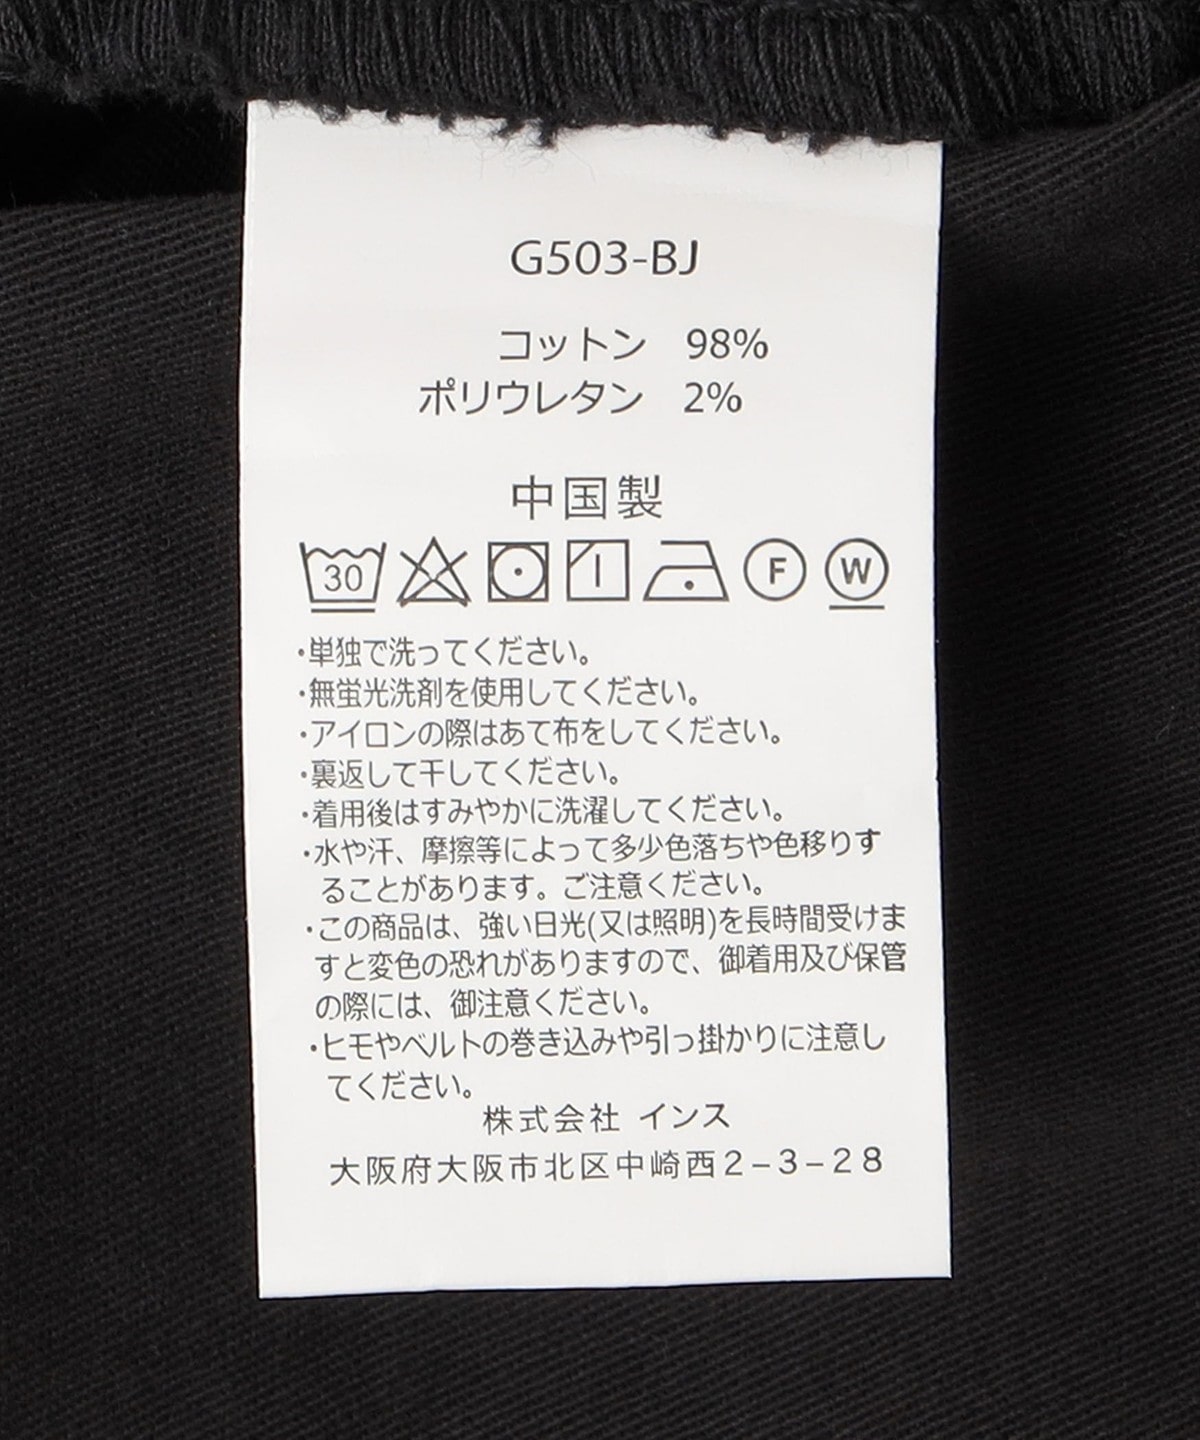 G503-BJ
コットン 98%
ポリウレタン 2%
中国製
30 F W
・単独で洗ってください。
・無蛍光洗剤を使用してください。
・アイロンの際はあて布をしてください。
・裏返して干してください。
・着用後はすみやかに洗濯してください。
・水や汗、摩擦等によって多少色落ちや色移りす
ることがあります。ご注意ください。
・この商品は、強い日光(又は照明)を長時間受けま
すと変色の恐れがありますので、御着用及び保管
の際には、御注意ください。
・ヒモやベルトの巻き込みや引っ掛かりに注意し
てください。
株式会社 インス
大阪府大阪市北区中崎西2−3−28